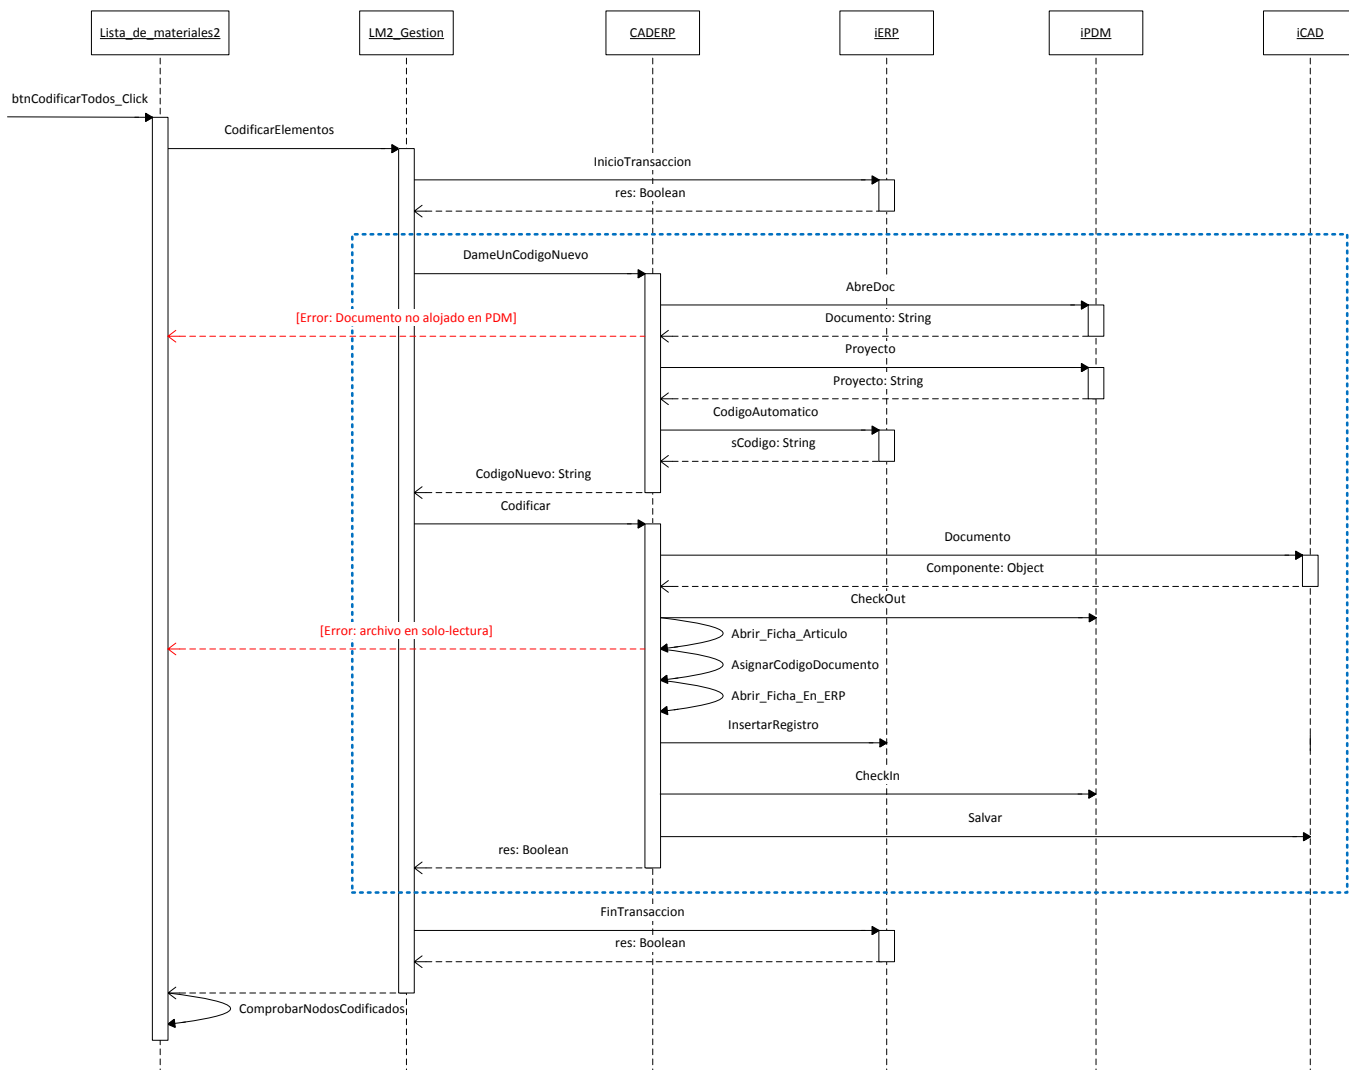 Lista_de_materiales2
LM2_Gestion
CADERP
iERP
iPDM
iCAD
btnCodificarTodos_Click
CodificarElementos
InicioTransaccion
res: Boolean
DameUnCodigoNuevo
AbreDoc
[Error: Documento no alojado en PDM]
Documento: String
Proyecto
Proyecto: String
CodigoAutomatico
sCodigo: String
CodigoNuevo: String
Codificar
Documento
Componente: Object
CheckOut
[Error: archivo en solo-lectura]
Abrir_Ficha_Articulo
AsignarCodigoDocumento
Abrir_Ficha_En_ERP
InsertarRegistro
CheckIn
Salvar
res: Boolean
FinTransaccion
res: Boolean
ComprobarNodosCodificados